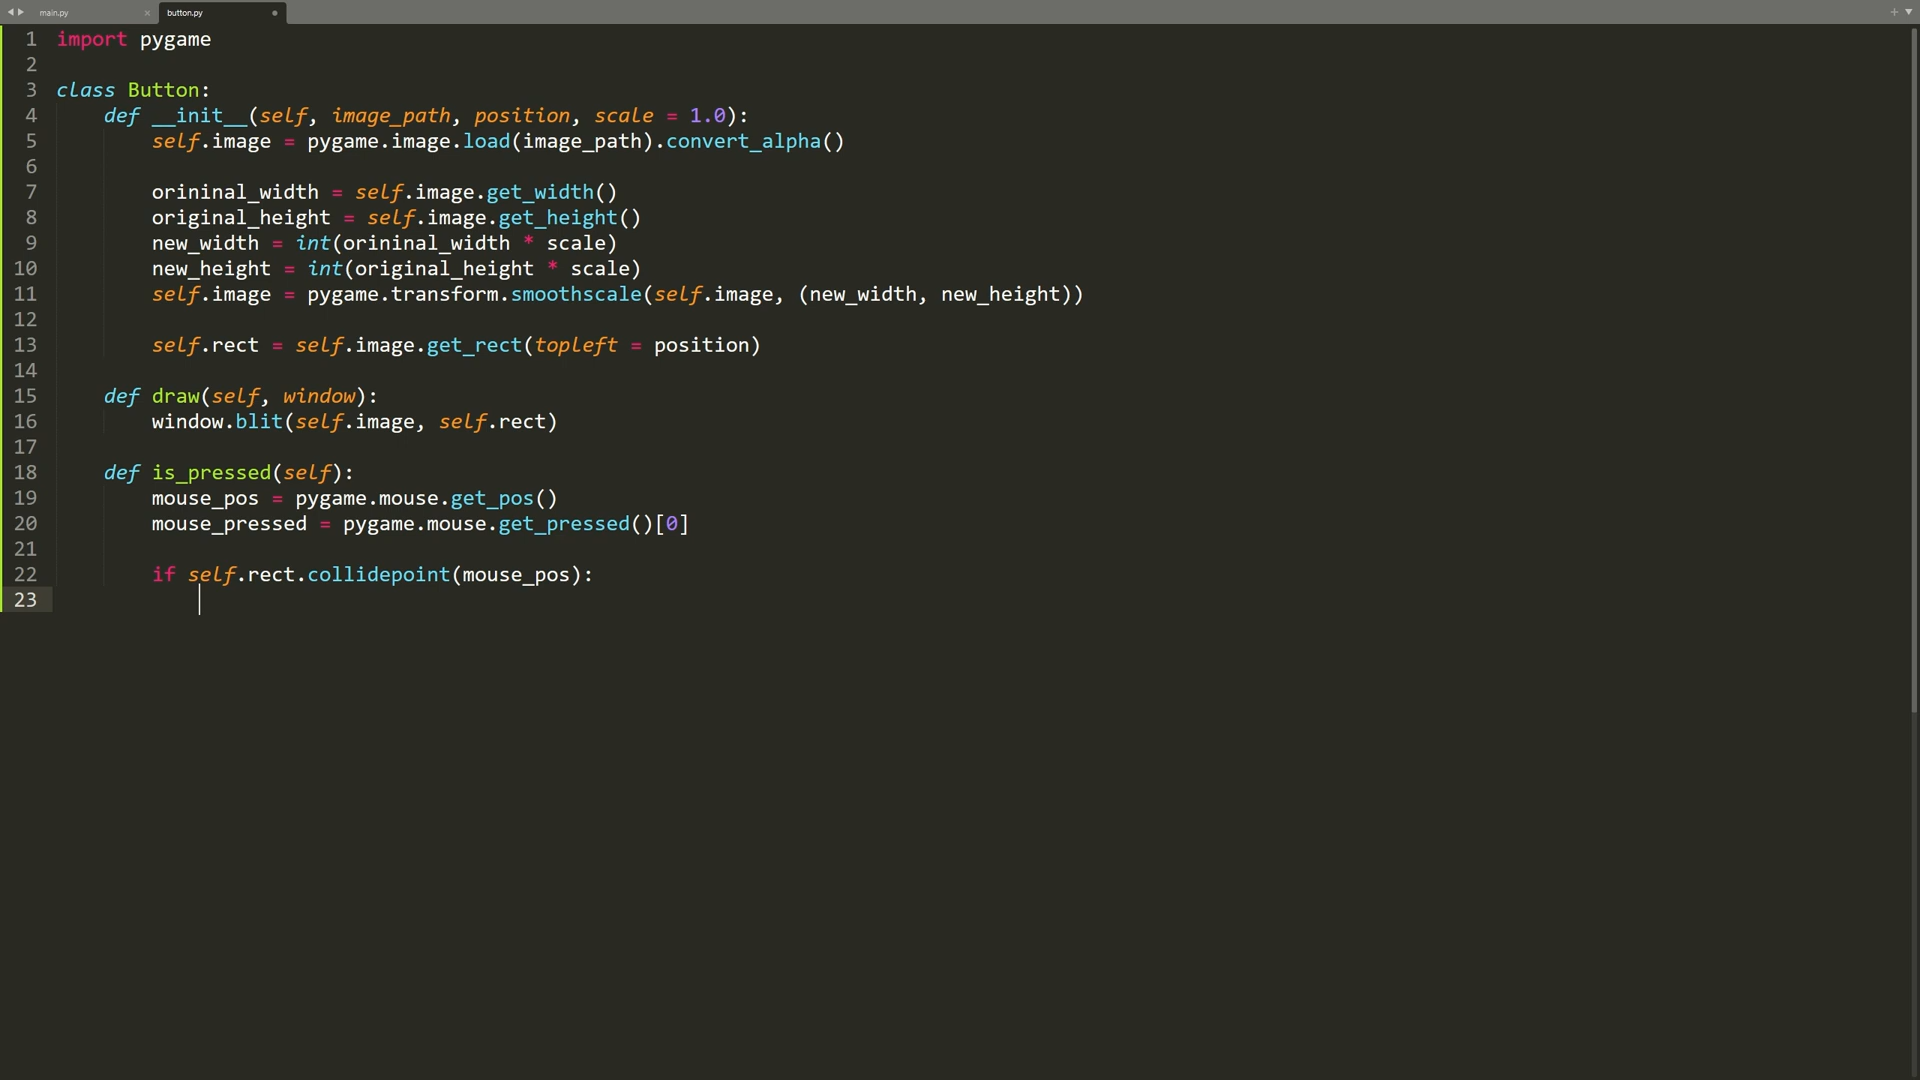 main.py
button.py
1 import pygame
2
3 class Button:
4     def __init__(self, image_path, position, scale = 1.0):
5         self.image = pygame.image.load(image_path).convert_alpha()
6
7         orininal_width = self.image.get_width()
8         original_height = self.image.get_height()
9         new_width = int(orininal_width * scale)
10         new_height = int(original_height * scale)
11         self.image = pygame.transform.smoothscale(self.image, (new_width, new_height))
12
13         self.rect = self.image.get_rect(topleft = position)
14
15     def draw(self, window):
16         window.blit(self.image, self.rect)
17
18     def is_pressed(self):
19         mouse_pos = pygame.mouse.get_pos()
20         mouse_pressed = pygame.mouse.get_pressed()[0]
21
22         if self.rect.collidepoint(mouse_pos):
23